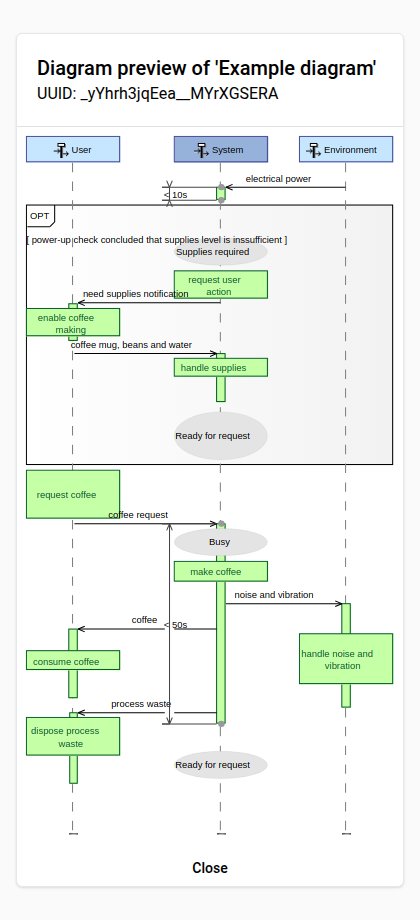 Diagram preview of 'Example diagram'
UUID: _yYhrh3jqEea__MYrXGSERA
User
System
Environment
electrical power
< 10s
OPT
[ power-up check concluded that supplies level is inssuficient ]
Supplies required
request user
action
need supplies notification
enable coffee
making
coffee mug, beans and water
handle supplies
Ready for request
request coffee
coffee request
Busy
make coffee
noise and vibration
coffee
< 50s
handle noise and
vibration
consume coffee
process waste
dispose process
waste
Ready for request
Close